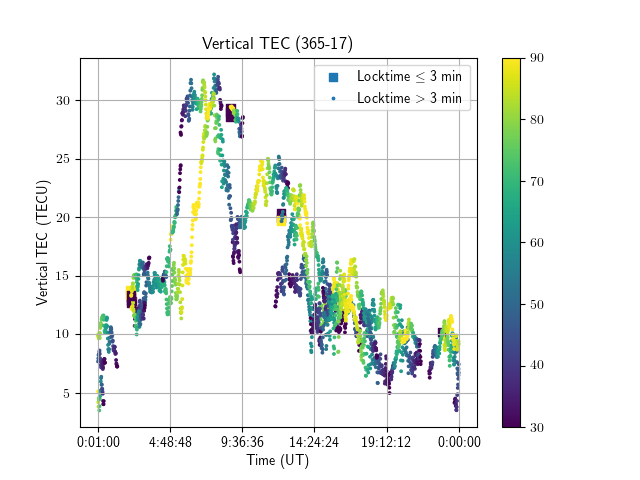 Vertical TEC (365-17)
Locktime ≤ 3 min
Locktime > 3 min
Vertical TEC (TECU)
30
25
20
15
10
5
0:01:00 4:48:48 9:36:36 14:24:24 19:12:12 0:00:00
Time (UT)
90
80
70
60
50
40
30